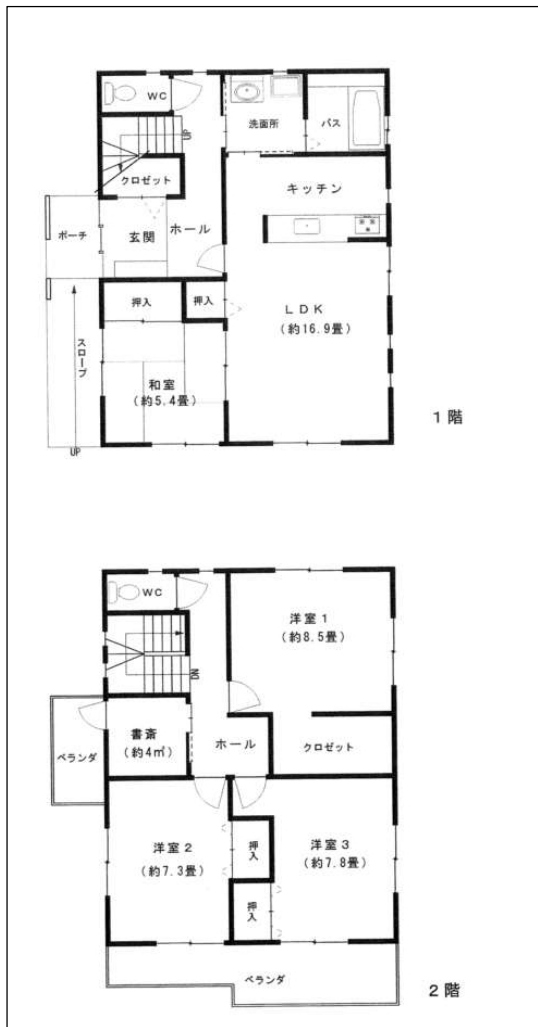 WC
洗面所
バス
UP
クロゼット
キッチン
ポーチ
玄関
ホール
押入
押入
LDK
(約16.9畳)
スロープ
和室
(約5.4畳)
1階
UP
WC
洋室1
(約8.5畳)
DN
書斎
(約4㎡)
ベランダ
ホール
クロゼット
洋室2
(約7.3畳)
押入
洋室3
(約7.8畳)
押入
ベランダ
2階